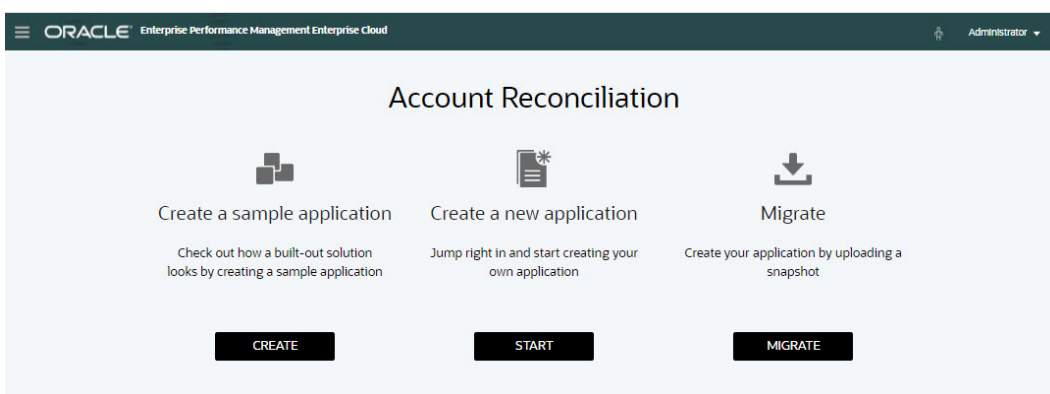 ORACLE® Enterprise Performance Management Enterprise Cloud
Administrator
Account Reconciliation
Create a sample application
Check out how a built-out solution
looks by creating a sample application
CREATE
Create a new application
Jump right in and start creating your
own application
START
Migrate
Create your application by uploading a
snapshot
MIGRATE